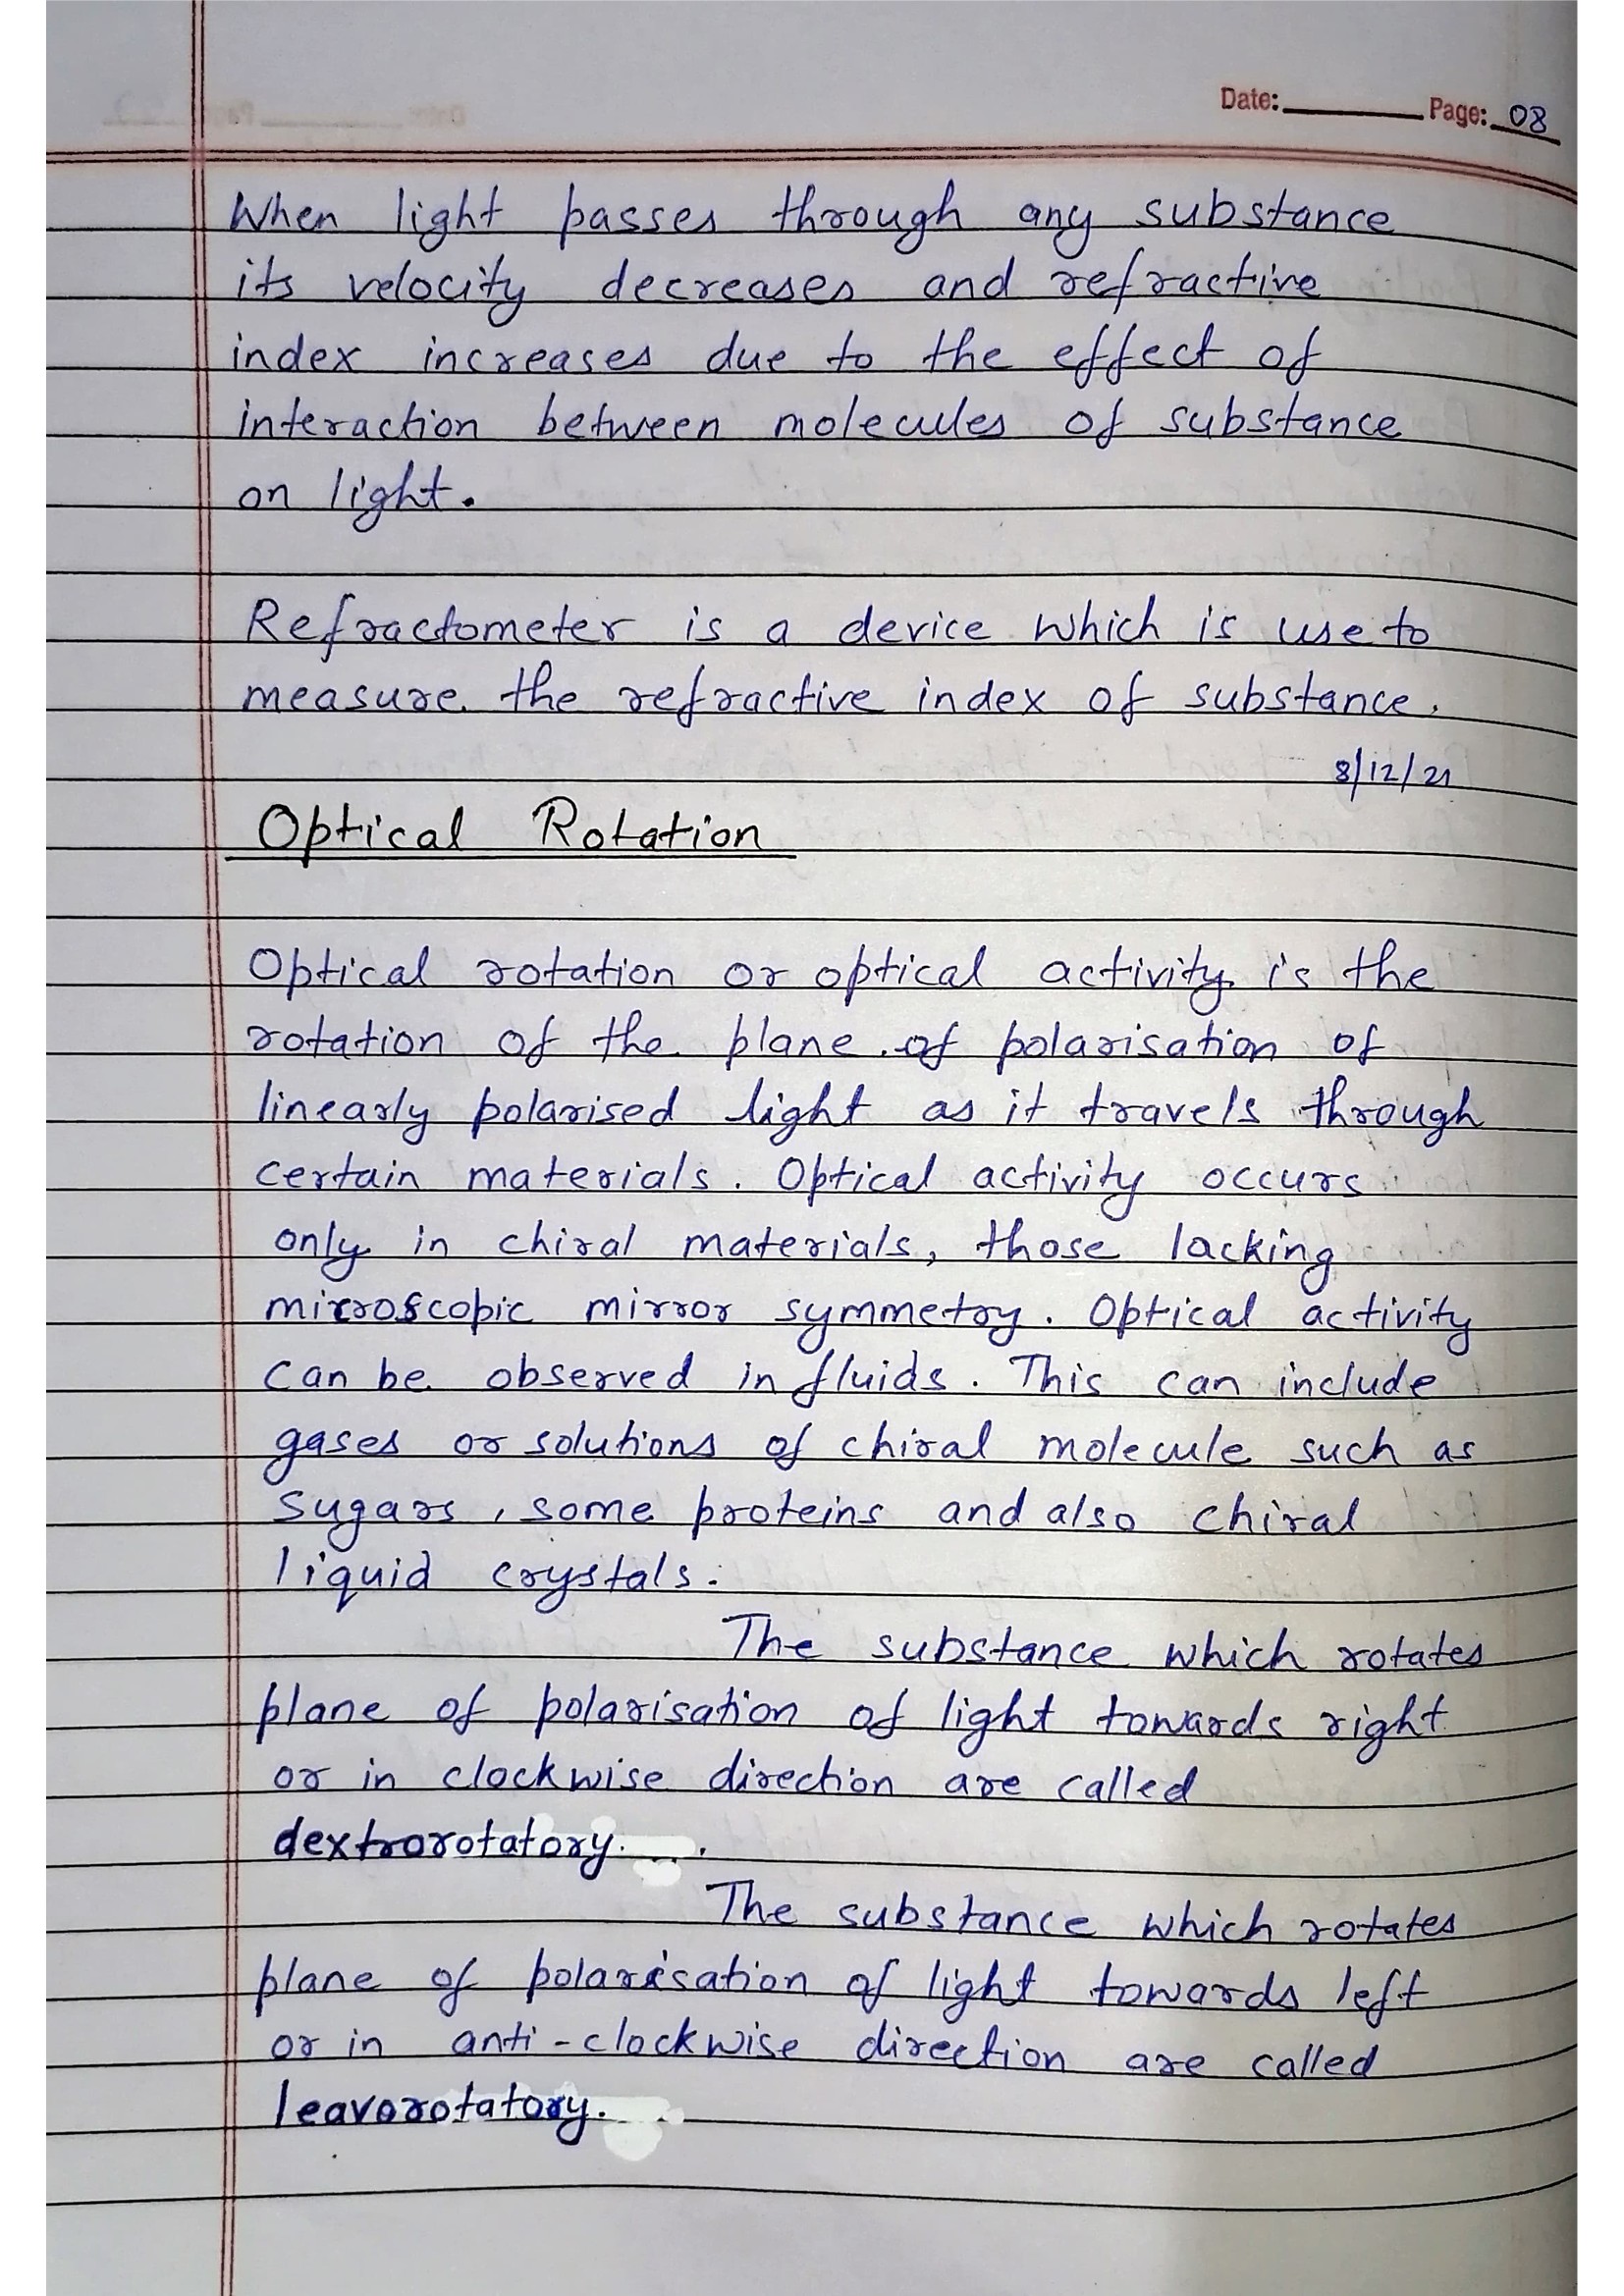 Date: Page: 08
When light passes through any substance
its velocity decreases and refractive
index increases due to the effect of
interaction between molecules of substance
on light.
Refractometer is a device which is use to
measure the refractive index of substance.
8/12/21
Optical Rotation
Optical rotation or optical activity is the
rotation of the plane of polarisation of
linearly polarised light as it travels through
certain materials. Optical activity occurs
only in chiral materials, those lacking
microscopic mirror symmetry. Optical activity
can be observed in fluids. This can include
gases or solutions of chiral molecule such as
sugars, some proteins and also chiral
liquid crystals.
The substance which rotates
plane of polarisation of light towards right
or in clockwise direction are called
dextrorotatory.
The substance which rotates
plane of polarisation of light towards left
or in anti-clockwise direction are called
leavorotatory.